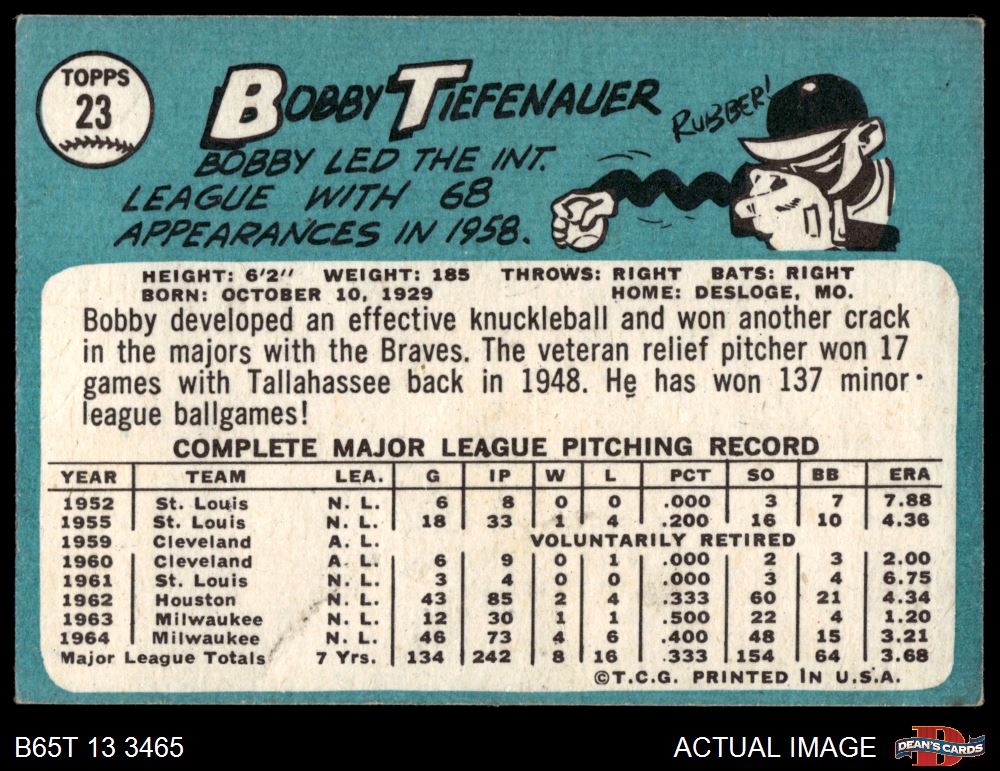 TOPPS
23
BOBBY TIEFENAUER
RUBBER!
BOBBY LED THE INT.
LEAGUE WITH 68
APPEARANCES IN 1958.
HEIGHT: 6'2" WEIGHT: 185 THROWS: RIGHT BATS: RIGHT
BORN: OCTOBER 10, 1929 HOME: DESLOGE, MO.
Bobby developed an effective knuckleball and won another crack
in the majors with the Braves. The veteran relief pitcher won 17
games with Tallahassee back in 1948. He has won 137 minor
league ballgames!
COMPLETE MAJOR LEAGUE PITCHING RECORD
YEAR TEAM LEA. G IP W L PCT SO BB ERA
1952 St. Louis N. L. 6 8 0 0 .000 3 7 7.88
1955 St. Louis N. L. 18 33 1 4 .200 16 10 4.36
1959 Cleveland A. L. VOLUNTARILY RETIRED
1960 Cleveland A. L. 6 9 0 1 .000 2 3 2.00
1961 St. Louis N. L. 3 4 0 0 .000 3 4 6.75
1962 Houston N. L. 43 85 2 4 .333 60 21 4.34
1963 Milwaukee N. L. 12 30 1 1 .500 22 4 1.20
1964 Milwaukee N. L. 46 73 4 6 .400 48 15 3.21
Major League Totals 7 Yrs. 134 242 8 16 .333 154 64 3.68
©T.C.G. PRINTED IN U.S.A.
B65T 13 3465 ACTUAL IMAGE DEAN'S CARDS